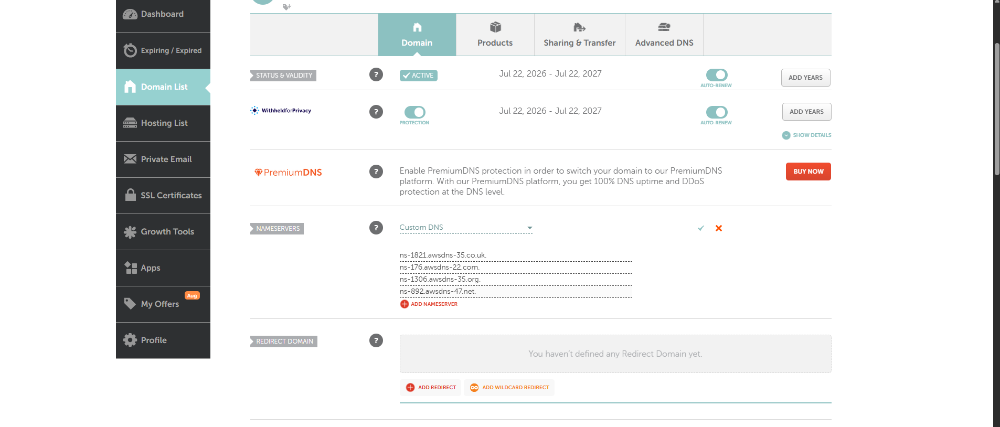 Dashboard
Expiring / Expired
Domain List
Hosting List
Private Email
SSL Certificates
Growth Tools
Apps
Aug
My Offers
Profile
Domain
Products
Sharing & Transfer
Advanced DNS
STATUS & VALIDITY
?
ACTIVE
Jul 22, 2026 - Jul 22, 2027
AUTO-RENEW
ADD YEARS
WithheldforPrivacy
?
PROTECTION
Jul 22, 2026 - Jul 22, 2027
AUTO-RENEW
ADD YEARS
SHOW DETAILS
PremiumDNS
?
Enable PremiumDNS protection in order to switch your domain to our PremiumDNS
platform. With our PremiumDNS platform, you get 100% DNS uptime and DDoS
protection at the DNS level.
BUY NOW
NAMESERVERS
?
Custom DNS
ns-1821.awsdns-35.co.uk.
ns-176.awsdns-22.com.
ns-1306.awsdns-35.org.
ns-892.awsdns-47.net.
ADD NAMESERVER
REDIRECT DOMAIN
?
You haven't defined any Redirect Domain yet.
ADD REDIRECT
ADD WILDCARD REDIRECT